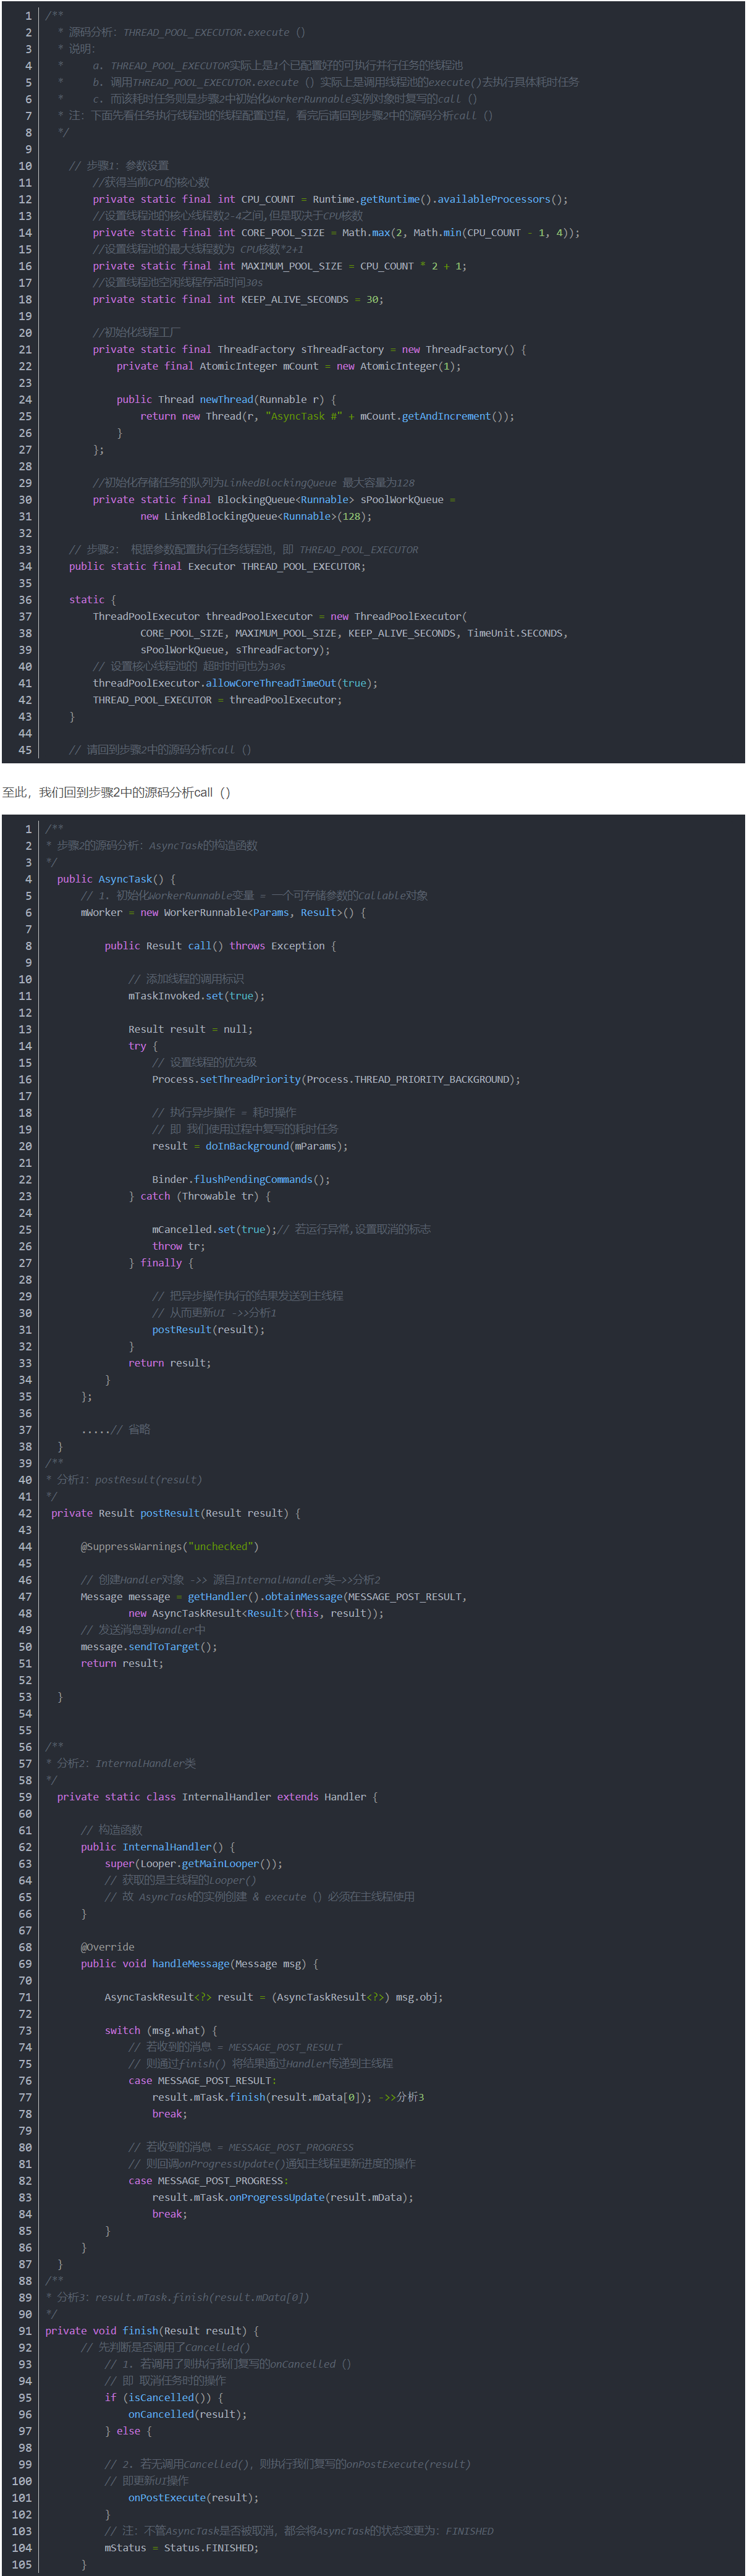 1 /**
2 * 源码分析：THREAD_POOL_EXECUTOR.execute（）
3 * 说明：
4 *     a. THREAD_POOL_EXECUTOR实际上是1个已配置好的可执行并行任务的线程池
5 *     b. 调用THREAD_POOL_EXECUTOR.execute（）实际上是调用线程池的execute()去执行具体耗时任务
6 *     c. 而该耗时任务则是步骤2中初始化WorkerRunnable实例对象时复写的call（）
7 * 注：下面先看任务执行线程池的线程配置过程，看完后请回到步骤2中的源码分析call（）
8 */
9
10 // 步骤1：参数设置
11 //获得当前CPU的核心数
12 private static final int CPU_COUNT = Runtime.getRuntime().availableProcessors();
13 //设置线程池的核心线程数2-4之间,但是取决于CPU核数
14 private static final int CORE_POOL_SIZE = Math.max(2, Math.min(CPU_COUNT - 1, 4));
15 //设置线程池的最大线程数为 CPU核数*2+1
16 private static final int MAXIMUM_POOL_SIZE = CPU_COUNT * 2 + 1;
17 //设置线程池空闲线程存活时间30s
18 private static final int KEEP_ALIVE_SECONDS = 30;
19
20 //初始化线程工厂
21 private static final ThreadFactory sThreadFactory = new ThreadFactory() {
22 private final AtomicInteger mCount = new AtomicInteger(1);
23
24 public Thread newThread(Runnable r) {
25 return new Thread(r, "AsyncTask #" + mCount.getAndIncrement());
26 }
27 };
28
29 //初始化存储任务的队列为LinkedBlockingQueue 最大容量为128
30 private static final BlockingQueue<Runnable> sPoolWorkQueue =
31 new LinkedBlockingQueue<Runnable>(128);
32
33 // 步骤2： 根据参数配置执行任务线程池，即 THREAD_POOL_EXECUTOR
34 public static final Executor THREAD_POOL_EXECUTOR;
35
36 static {
37 ThreadPoolExecutor threadPoolExecutor = new ThreadPoolExecutor(
38 CORE_POOL_SIZE, MAXIMUM_POOL_SIZE, KEEP_ALIVE_SECONDS, TimeUnit.SECONDS,
39 sPoolWorkQueue, sThreadFactory);
40 // 设置核心线程池的 超时时间也为30s
41 threadPoolExecutor.allowCoreThreadTimeOut(true);
42 THREAD_POOL_EXECUTOR = threadPoolExecutor;
43 }
44
45 // 请回到步骤2中的源码分析call（）
至此，我们回到步骤2中的源码分析call（）
1 /**
2 * 步骤2的源码分析：AsyncTask的构造函数
3 */
4 public AsyncTask() {
5 // 1. 初始化WorkerRunnable变量 = 一个可存储参数的Callable对象
6 mWorker = new WorkerRunnable<Params, Result>() {
7
8 public Result call() throws Exception {
9
10 // 添加线程的调用标识
11 mTaskInvoked.set(true);
12
13 Result result = null;
14 try {
15 // 设置线程的优先级
16 Process.setThreadPriority(Process.THREAD_PRIORITY_BACKGROUND);
17
18 // 执行异步操作 = 耗时操作
19 // 即 我们使用过程中复写的耗时任务
20 result = doInBackground(mParams);
21
22 Binder.flushPendingCommands();
23 } catch (Throwable tr) {
24
25 mCancelled.set(true);// 若运行异常,设置取消的标志
26 throw tr;
27 } finally {
28
29 // 把异步操作执行的结果发送到主线程
30 // 从而更新UI ->>分析1
31 postResult(result);
32 }
33 return result;
34 }
35 };
36
37 .....// 省略
38 }
39 /**
40 * 分析1：postResult(result)
41 */
42 private Result postResult(Result result) {
43
44 @SuppressWarnings("unchecked")
45
46 // 创建Handler对象 ->> 源自InternalHandler类—>>分析2
47 Message message = getHandler().obtainMessage(MESSAGE_POST_RESULT,
48 new AsyncTaskResult<Result>(this, result));
49 // 发送消息到Handler中
50 message.sendToTarget();
51 return result;
52
53 }
54
55
56 /**
57 * 分析2：InternalHandler类
58 */
59 private static class InternalHandler extends Handler {
60
61 // 构造函数
62 public InternalHandler() {
63 super(Looper.getMainLooper());
64 // 获取的是主线程的Looper()
65 // 故 AsyncTask的实例创建 & execute（）必须在主线程使用
66 }
67
68 @Override
69 public void handleMessage(Message msg) {
70
71 AsyncTaskResult<?> result = (AsyncTaskResult<?>) msg.obj;
72
73 switch (msg.what) {
74 // 若收到的消息 = MESSAGE_POST_RESULT
75 // 则通过finish() 将结果通过Handler传递到主线程
76 case MESSAGE_POST_RESULT:
77 result.mTask.finish(result.mData[0]); ->>分析3
78 break;
79
80 // 若收到的消息 = MESSAGE_POST_PROGRESS
81 // 则回调onProgressUpdate()通知主线程更新进度的操作
82 case MESSAGE_POST_PROGRESS:
83 result.mTask.onProgressUpdate(result.mData);
84 break;
85 }
86 }
87 }
88 /**
89 * 分析3：result.mTask.finish(result.mData[0])
90 */
91 private void finish(Result result) {
92 // 先判断是否调用了Cancelled()
93 // 1. 若调用了则执行我们复写的onCancelled（）
94 // 即 取消任务时的操作
95 if (isCancelled()) {
96 onCancelled(result);
97 } else {
98
99 // 2. 若无调用Cancelled()，则执行我们复写的onPostExecute(result)
100 // 即更新UI操作
101 onPostExecute(result);
102 }
103 // 注：不管AsyncTask是否被取消，都会将AsyncTask的状态变更为：FINISHED
104 mStatus = Status.FINISHED;
105 }